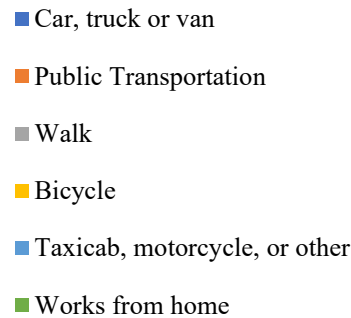 Car, truck or van
Public Transportation
Walk
Bicycle
Taxicab, motorcycle, or other
Works from home